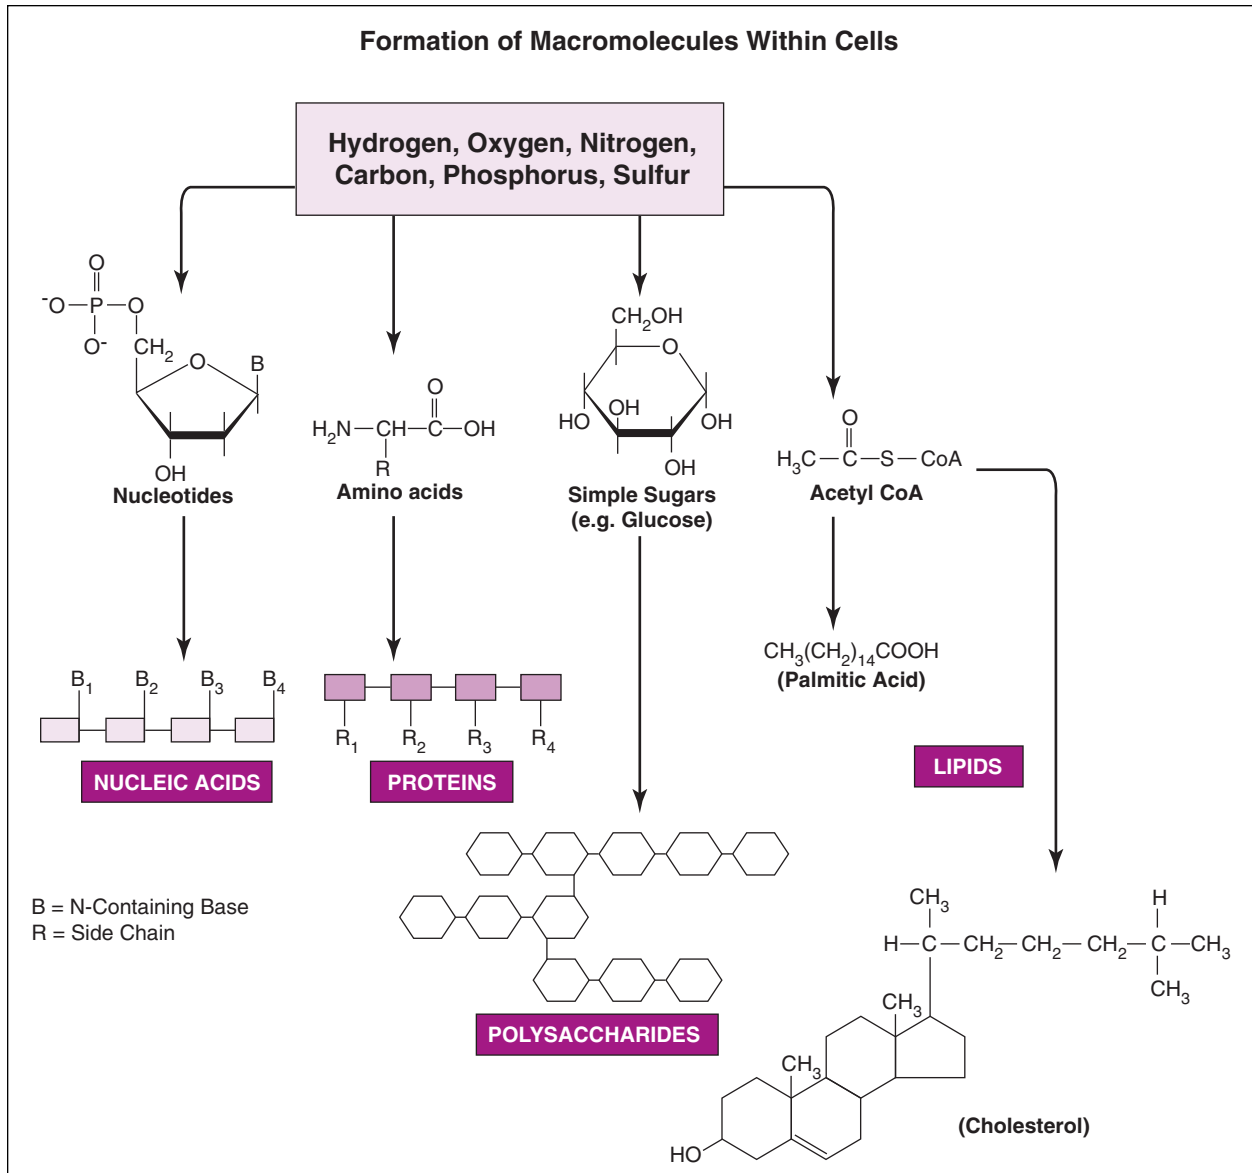 Formation of Macromolecules Within Cells
Hydrogen, Oxygen, Nitrogen,
Carbon, Phosphorus, Sulfur
O
-O—P—O
O-
CH2
O
B
OH
Nucleotides
O
H2N—CH—C—OH
R
Amino acids
CH2OH
O
OH
HO
OH
OH
Simple Sugars
(e.g. Glucose)
O
H3C—C—S—CoA
Acetyl CoA
CH3(CH2)14COOH
(Palmitic Acid)
B1 B2 B3 B4
NUCLEIC ACIDS
R1 R2 R3 R4
PROTEINS
LIPIDS
B = N-Containing Base
R = Side Chain
POLYSACCHARIDES
CH3 H
H—C—CH2—CH2—CH2—C—CH3
CH3
CH3
CH3
HO
(Cholesterol)